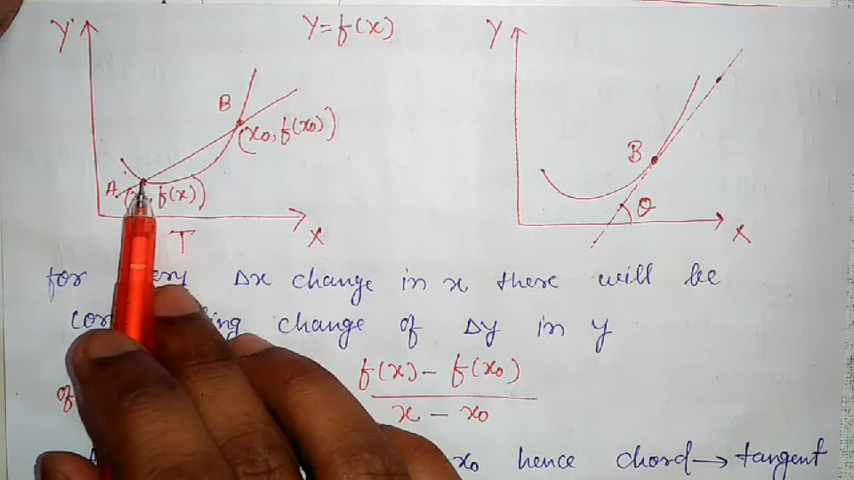 Y
Y = f(x)
Y
B
(x₀, f(x₀))
B
A
f(x))
θ
T
X
X
for Δx change in x there will be
change of Δy in y
of f(x) - f(x₀)
x - x₀
x₀ hence chord → tangent